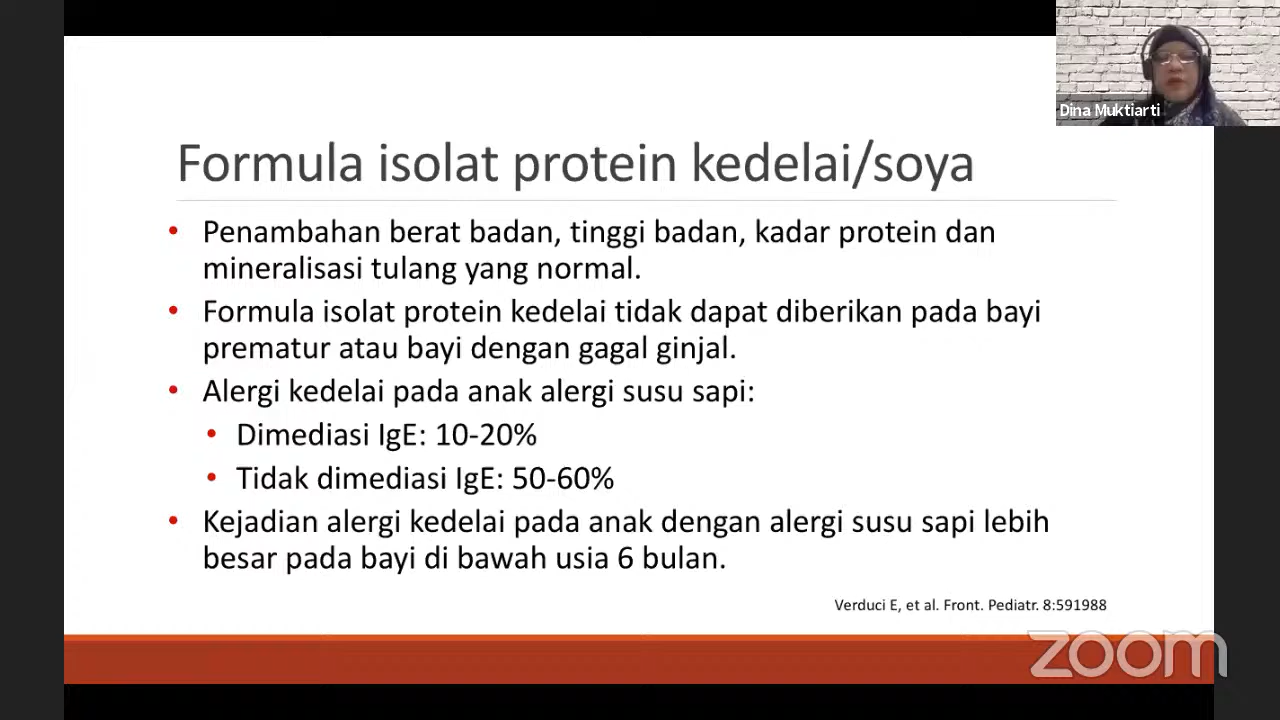 Dina Muktiarti
Formula isolat protein kedelai/soya
• Penambahan berat badan, tinggi badan, kadar protein dan
mineralisasi tulang yang normal.
• Formula isolat protein kedelai tidak dapat diberikan pada bayi
prematur atau bayi dengan gagal ginjal.
• Alergi kedelai pada anak alergi susu sapi:
• Dimediasi IgE: 10-20%
• Tidak dimediasi IgE: 50-60%
• Kejadian alergi kedelai pada anak dengan alergi susu sapi lebih
besar pada bayi di bawah usia 6 bulan.
Verduci E, et al. Front. Pediatr. 8:591988
zoom